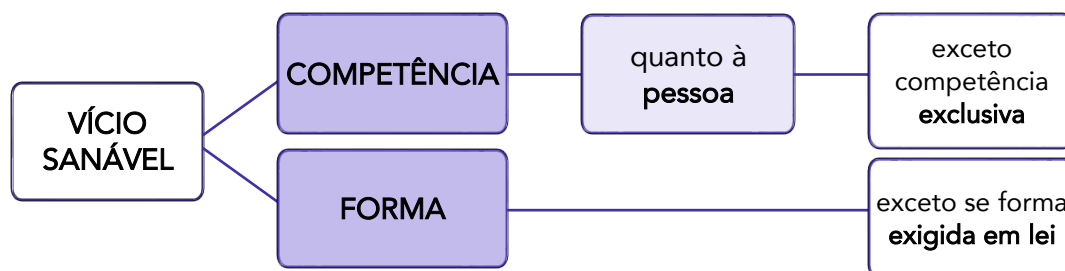 VÍCIO
SANÁVEL
COMPETÊNCIA
quanto à
pessoa
exceto
competência
exclusiva
FORMA
exceto se forma
exigida em lei